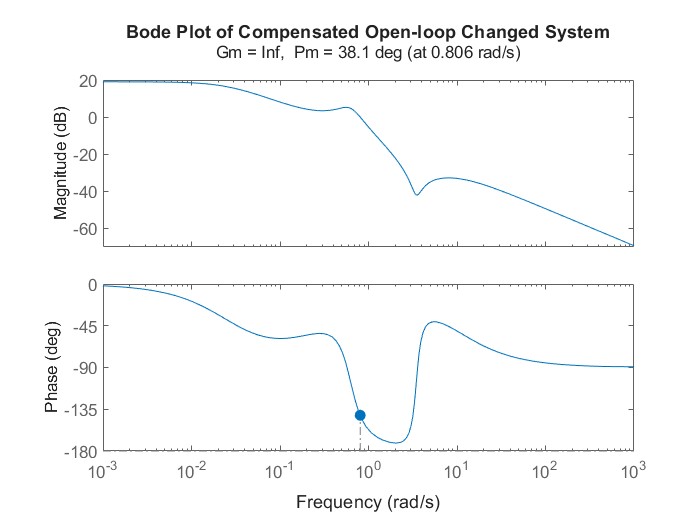 Bode Plot of Compensated Open-loop Changed System
Gm = Inf,  Pm = 38.1 deg (at 0.806 rad/s)
Magnitude (dB)
20
0
-20
-40
-60
Phase (deg)
0
-45
-90
-135
-180
10^-3 10^-2 10^-1 10^0 10^1 10^2 10^3
Frequency (rad/s)